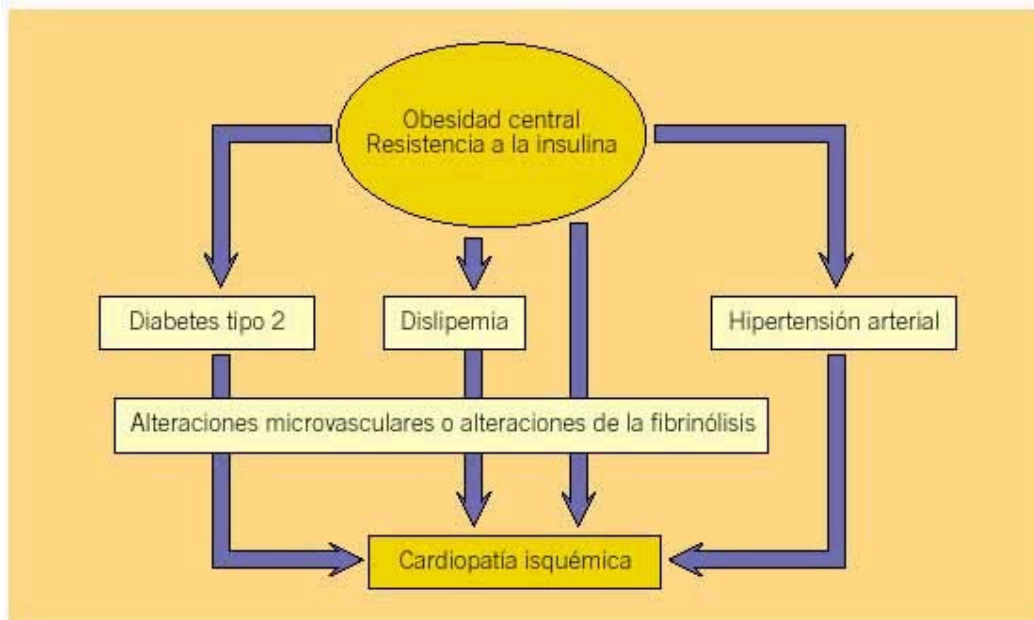 Obesidad central
Resistencia a la insulina
Diabetes tipo 2
Dislipemia
Hipertensión arterial
Alteraciones microvasculares o alteraciones de la fibrinólisis
Cardiopatía isquémica